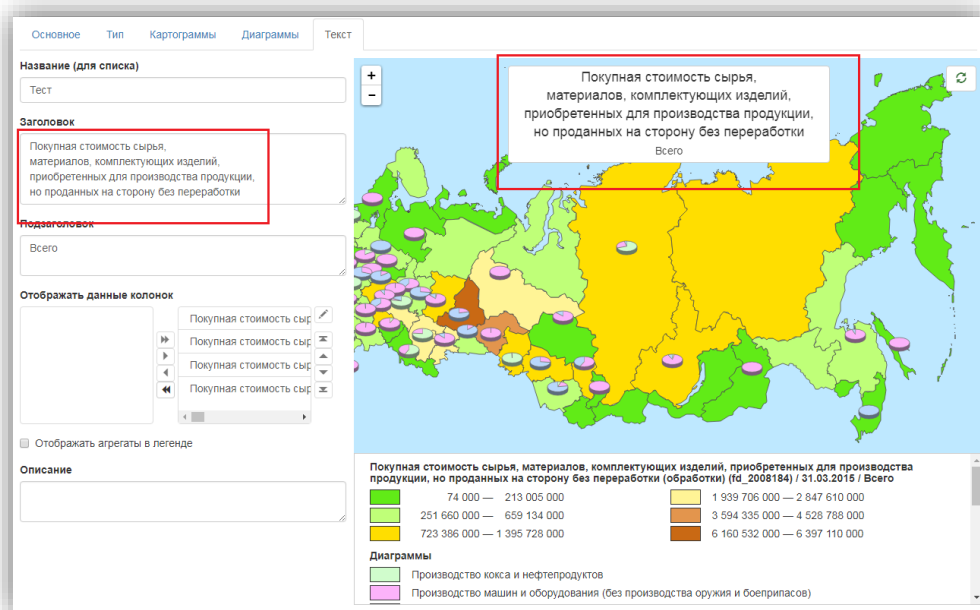 Основное Тип Картограммы Диаграммы Текст
Название (для списка)
Тест
Заголовок
Покупная стоимость сырья,
материалов, комплектующих изделий,
приобретенных для производства продукции,
но проданных на сторону без переработки
Подзаголовок
Всего
Отображать данные колонок
Покупная стоимость сыр
Покупная стоимость сыр
Покупная стоимость сыр
Покупная стоимость сыр
Отображать агрегаты в легенде
Описание
+
−
Покупная стоимость сырья,
материалов, комплектующих изделий,
приобретенных для производства продукции,
но проданных на сторону без переработки
Всего
Покупная стоимость сырья, материалов, комплектующих изделий, приобретенных для производства
продукции, но проданных на сторону без переработки (обработки) (fd_2008184) / 31.03.2015 / Всего
74 000 — 213 005 000
251 660 000 — 659 134 000
723 386 000 — 1 395 728 000
1 939 706 000 — 2 847 610 000
3 594 335 000 — 4 528 788 000
6 160 532 000 — 6 397 110 000
Диаграммы
Производство кокса и нефтепродуктов
Производство машин и оборудования (без производства оружия и боеприпасов)